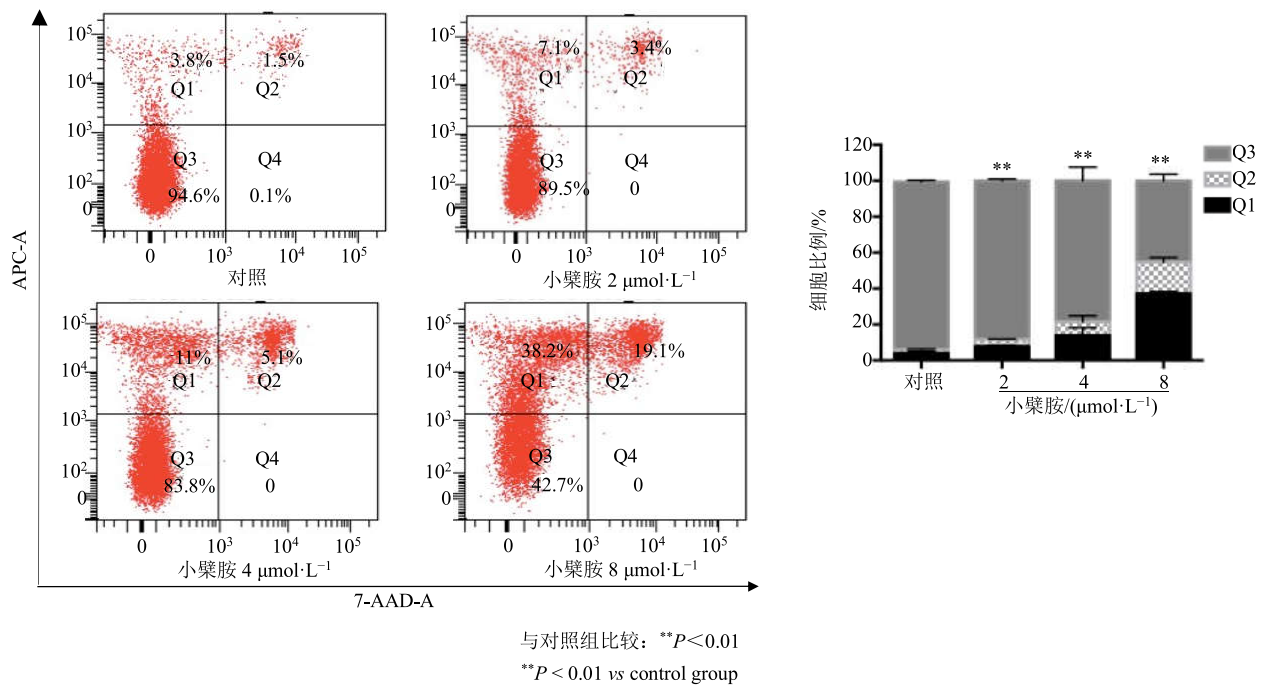 APC-A
10⁵
10⁴
10³
10²
0
3.8%
1.5%
Q1
Q2
Q3
Q4
94.6%
0.1%
0
10³
10⁴
10⁵
对照
10⁵
10⁴
10³
10²
0
7.1%
3.4%
Q1
Q2
Q3
Q4
89.5%
0
0
10³
10⁴
10⁵
小檗胺 2 μmol·L⁻¹
10⁵
10⁴
10³
10²
0
11%
5.1%
Q1
Q2
Q3
Q4
83.8%
0
0
10³
10⁴
10⁵
小檗胺 4 μmol·L⁻¹
10⁵
10⁴
10³
10²
0
38.2%
19.1%
Q1
Q2
Q3
Q4
42.7%
0
0
10³
10⁴
10⁵
小檗胺 8 μmol·L⁻¹
7-AAD-A
细胞比例/%
120
100
80
60
40
20
0
**
**
**
Q3
Q2
Q1
对照
2
4
8
小檗胺/(μmol·L⁻¹)
与对照组比较：**P＜0.01
**P < 0.01 vs control group